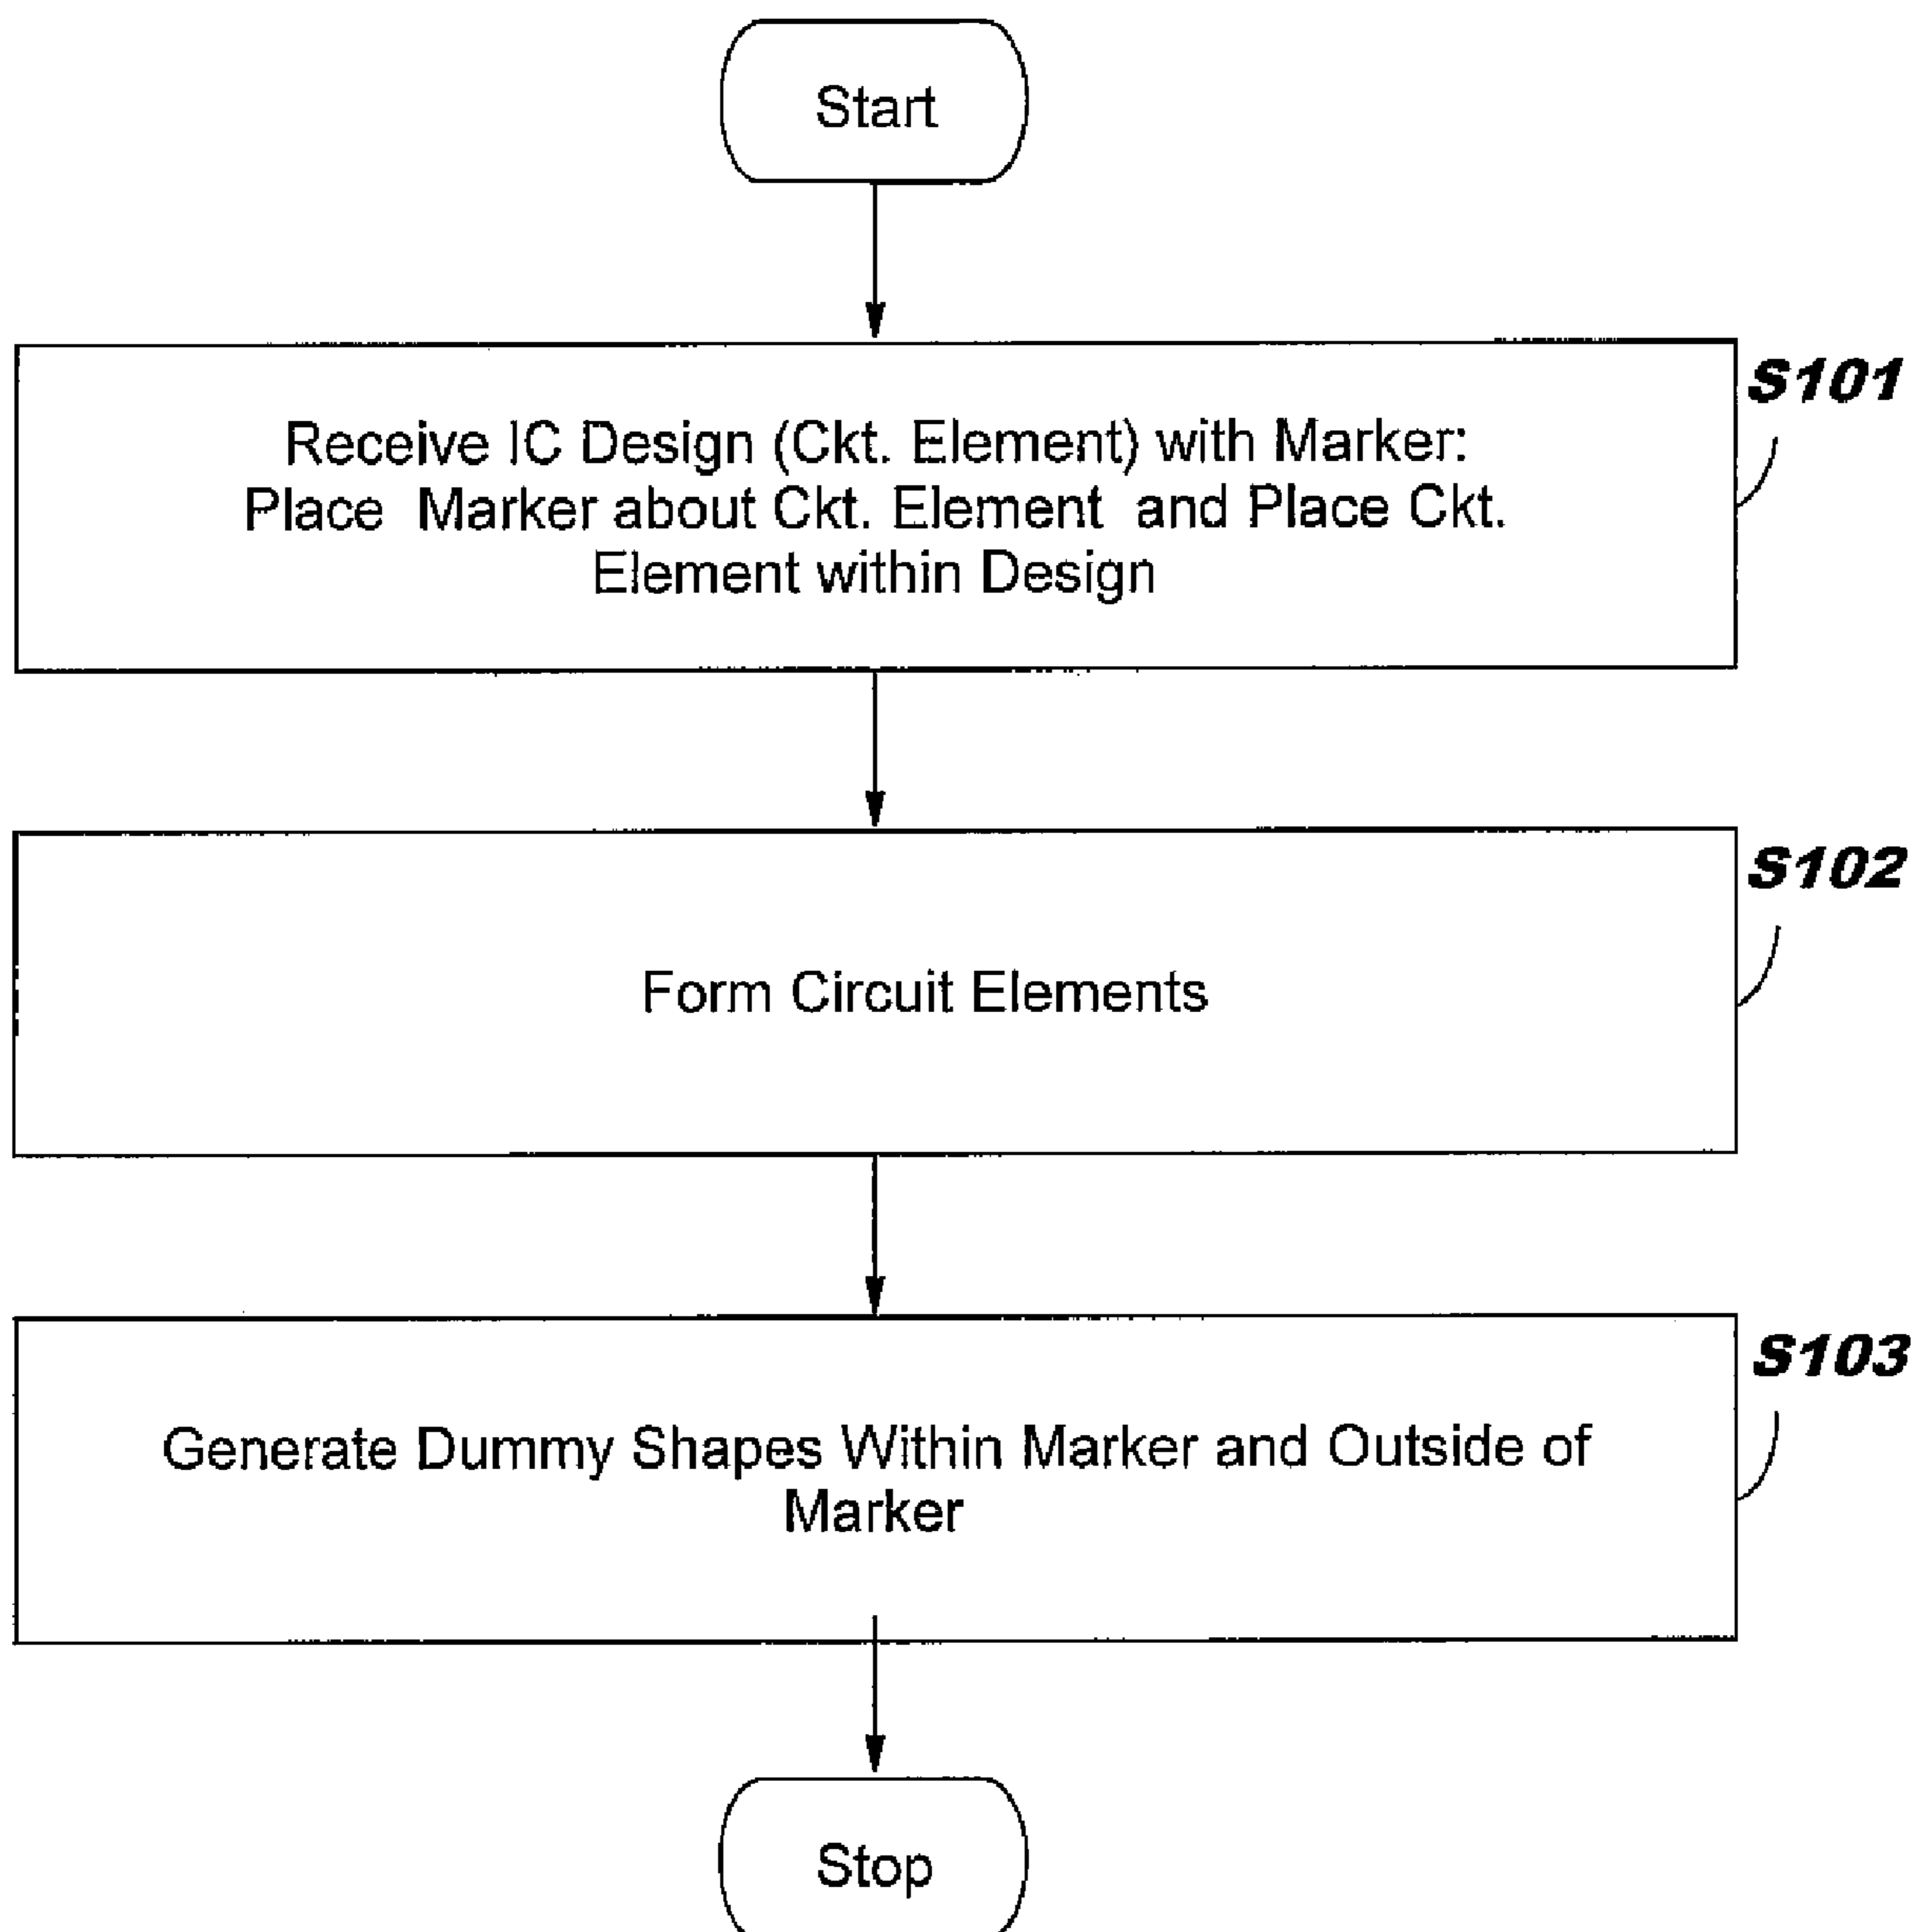 Start
S101
Receive IC Design (Ckt. Element) with Marker:
Place Marker about Ckt. Element and Place Ckt.
Element within Design
S102
Form Circuit Elements
S103
Generate Dummy Shapes Within Marker and Outside of
Marker
Stop